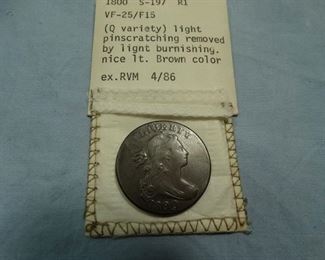 1800 S-197 R1
VF-25/F15
(Q variety) light
pinscratching removed
by light burnishing.
nice lt. Brown color
ex.RVM 4/86
LIBERTY